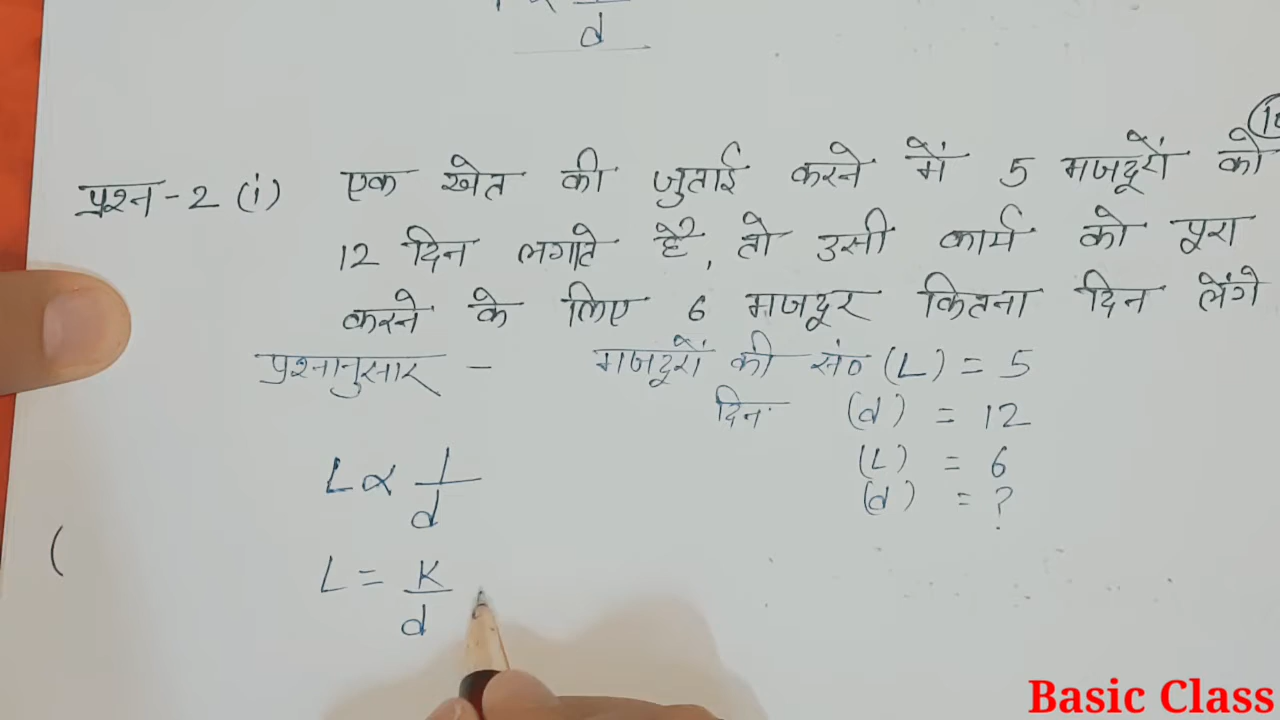 d
प्रश्न-2 (i) एक खेत की जुताई करने में 5 मजदूरों को
12 दिन लगाते है, तो उसी कार्य को पूरा
करने के लिए 6 मजदूर कितना दिन लेंगे
प्रश्नानुसार - मजदूरों की सं० (L) = 5
दिन (d) = 12
(L) = 6
(d) = ?
L ∝ 1/d
L = K/d
(
Basic Class